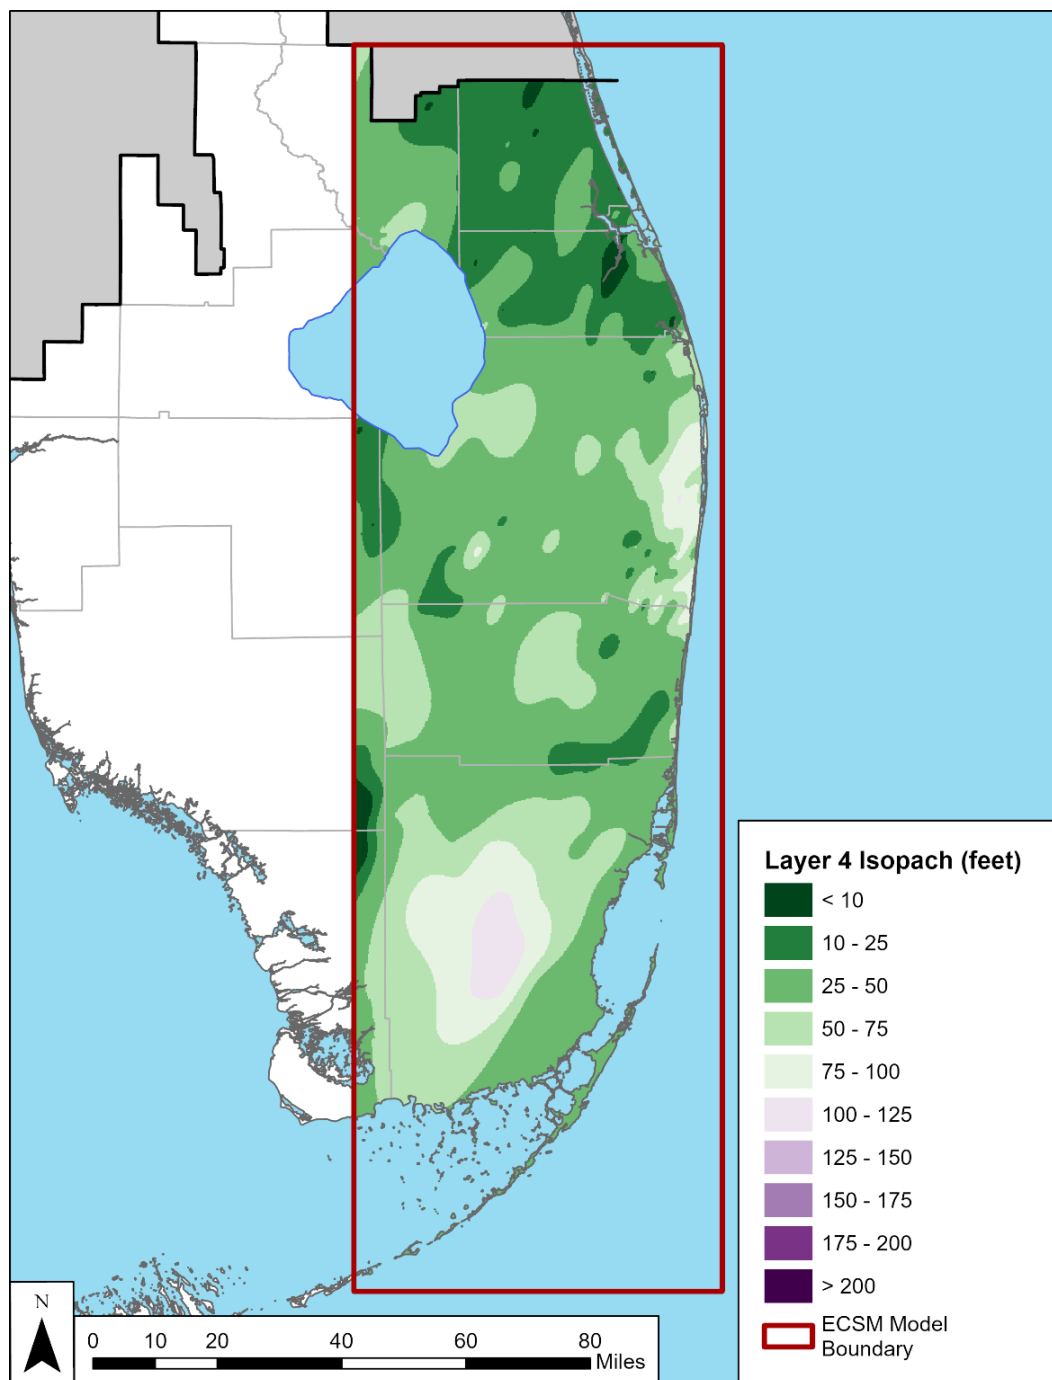 Layer 4 Isopach (feet)
< 10
10 - 25
25 - 50
50 - 75
75 - 100
100 - 125
125 - 150
150 - 175
175 - 200
> 200
ECSM Model
Boundary
N
0 10 20 40 60 80
Miles